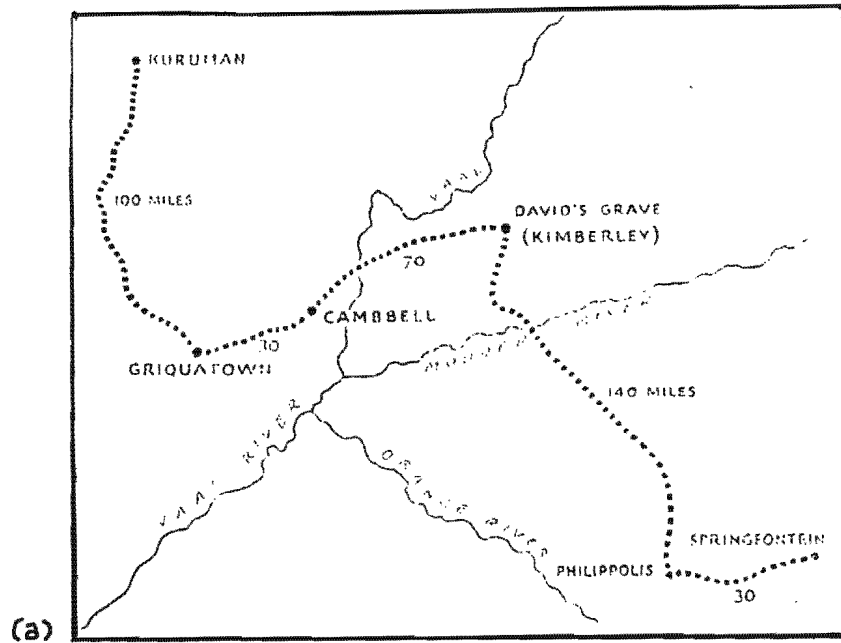 KURUMAN
100 MILES
VAAL
DAVID'S GRAVE
(KIMBERLEY)
70
CAMBBELL
30
GRIQUATOWN
MODDER RIVER
140 MILES
VAAL RIVER
ORANGE RIVER
SPRINGFONTEIN
PHILIPPOLIS
30
(a)